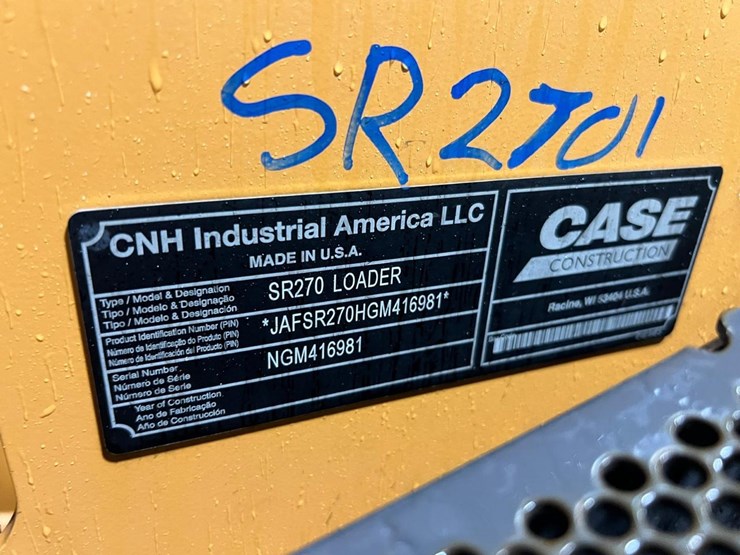 SR2701
CNH Industrial America LLC
MADE IN U.S.A.
Type / Model & Designation
Tipo / Modelo & Designação
Tipo / Modelo & Designación
SR270 LOADER
Product Identification Number (PIN)
Número de Identificação do Produto (PIN)
Número de Identificación del Producto (PIN)
*JAFSR270HGM416981*
Serial Number
Número de Série
Número de Serie
NGM416981
Year of Construction
Ano de Fabricação
Año de Construcción
CASE
CONSTRUCTION
Racine, WI 53404 U.S.A.